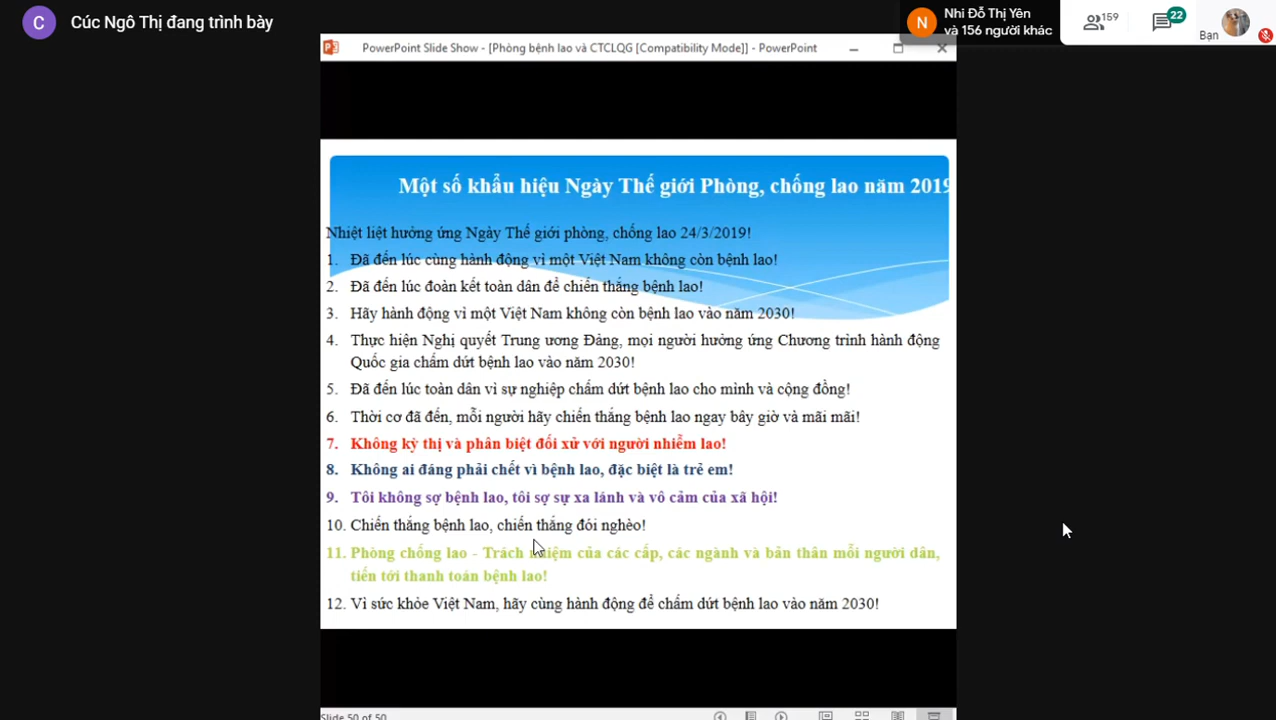 C Cúc Ngô Thị đang trình bày
N Nhi Đỗ Thị Yên
và 156 người khác
159
22
Bạn
PowerPoint Slide Show - [Phòng bệnh lao và CTCLQG [Compatibility Mode]] - PowerPoint
Một số khẩu hiệu Ngày Thế giới Phòng, chống lao năm 2019
Nhiệt liệt hưởng ứng Ngày Thế giới phòng, chống lao 24/3/2019!
1. Đã đến lúc cùng hành động vì một Việt Nam không còn bệnh lao!
2. Đã đến lúc đoàn kết toàn dân để chiến thắng bệnh lao!
3. Hãy hành động vì một Việt Nam không còn bệnh lao vào năm 2030!
4. Thực hiện Nghị quyết Trung ương Đảng, mọi người hưởng ứng Chương trình hành động
Quốc gia chấm dứt bệnh lao vào năm 2030!
5. Đã đến lúc toàn dân vì sự nghiệp chấm dứt bệnh lao cho mình và cộng đồng!
6. Thời cơ đã đến, mỗi người hãy chiến thắng bệnh lao ngay bây giờ và mãi mãi!
7. Không kỳ thị và phân biệt đối xử với người nhiễm lao!
8. Không ai đáng phải chết vì bệnh lao, đặc biệt là trẻ em!
9. Tôi không sợ bệnh lao, tôi sợ sự xa lánh và vô cảm của xã hội!
10. Chiến thắng bệnh lao, chiến thắng đói nghèo!
11. Phòng chống lao - Trách nhiệm của các cấp, các ngành và bản thân mỗi người dân,
tiến tới thanh toán bệnh lao!
12. Vì sức khỏe Việt Nam, hãy cùng hành động để chấm dứt bệnh lao vào năm 2030!
Slide 50 of 50